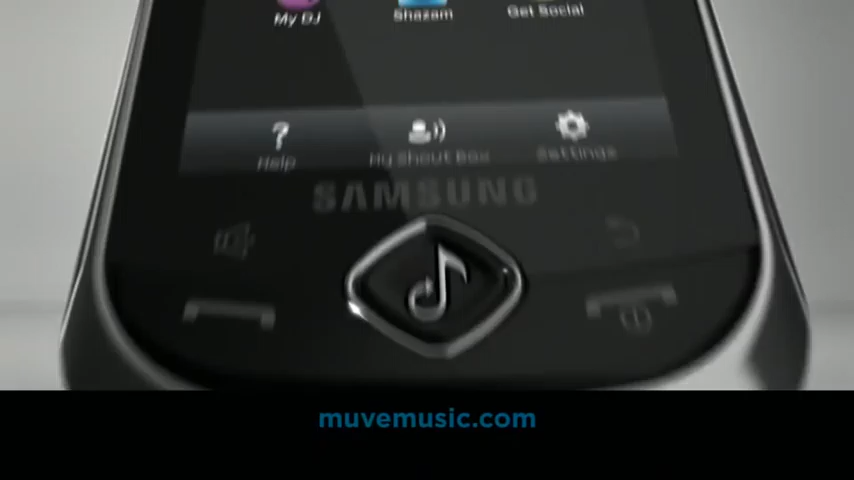 My DJ Shazam Get Social
Help My Shout Box Settings
SAMSUNG
muvemusic.com